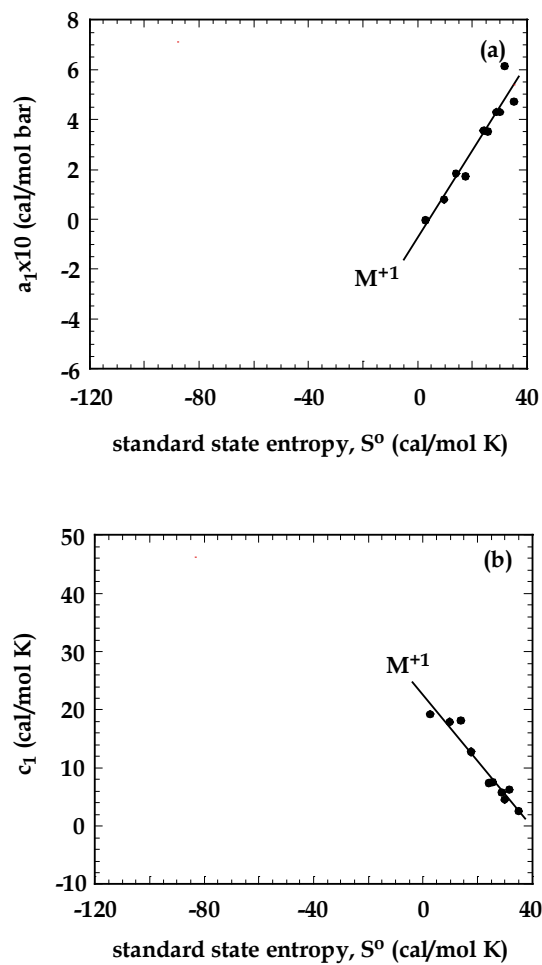 (a)
8
6
4
2
0
-2
-4
-6
a₁x10 (cal/mol bar)
M⁺¹
-120 -80 -40 0 40
standard state entropy, Sᵒ (cal/mol K)
(b)
50
40
30
20
10
0
-10
c₁ (cal/mol K)
M⁺¹
-120 -80 -40 0 40
standard state entropy, Sᵒ (cal/mol K)